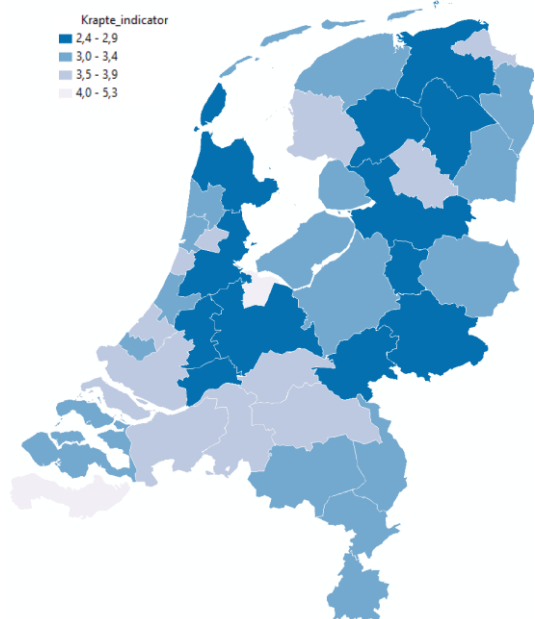 Krapte_indicator
2,4 - 2,9
3,0 - 3,4
3,5 - 3,9
4,0 - 5,3